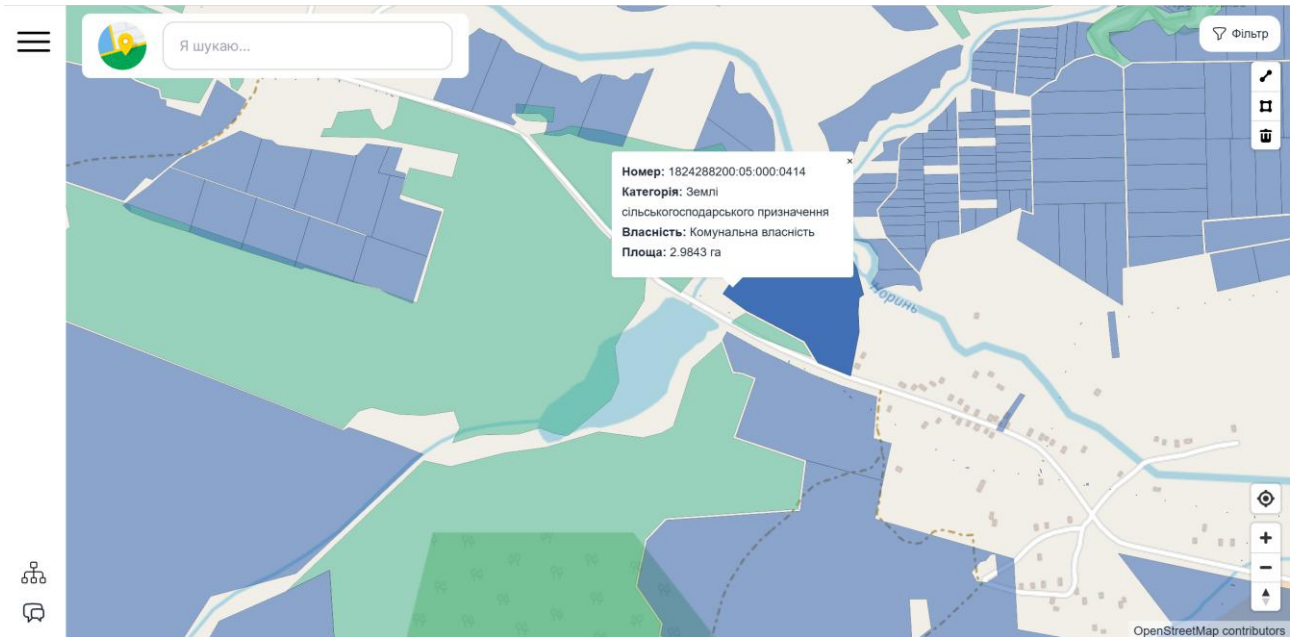 Я шукаю...
Фільтр
Номер: 1824288200:05:000:0414
Категорія: Землі
сільськогосподарського призначення
Власність: Комунальна власність
Площа: 2.9843 га
Норинь
OpenStreetMap contributors